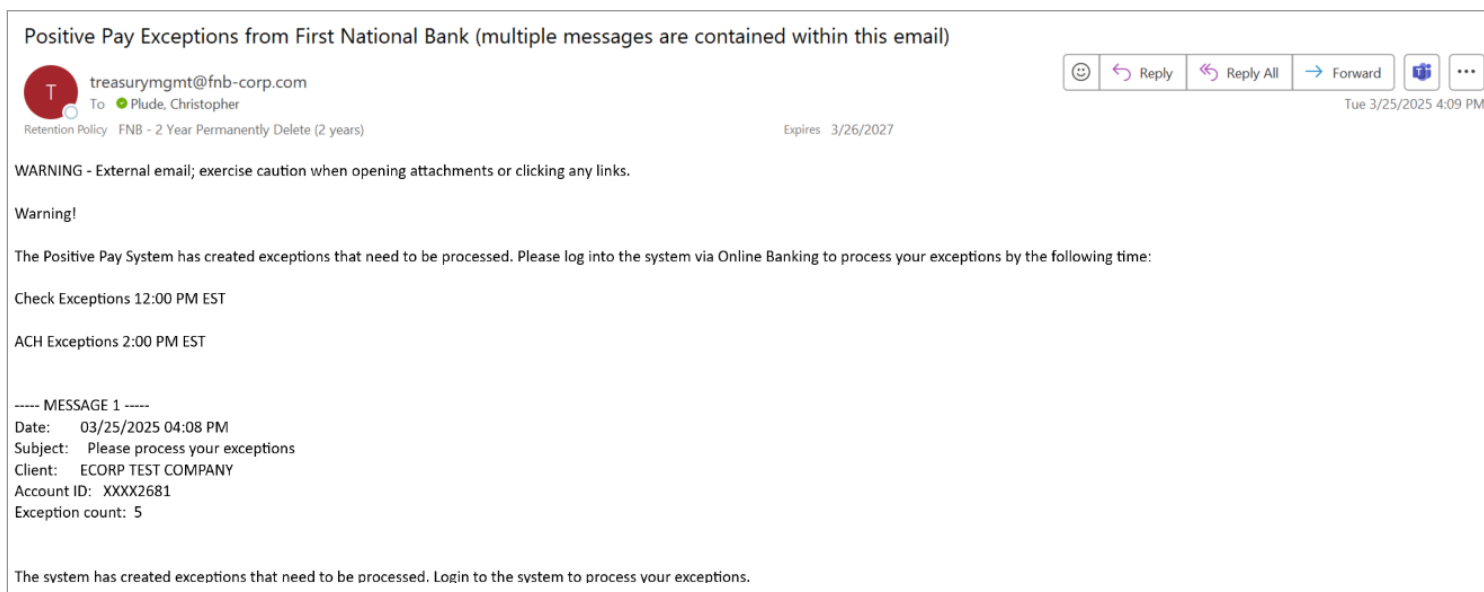 Positive Pay Exceptions from First National Bank (multiple messages are contained within this email)
T
treasurymgmt@fnb-corp.com
To Plude, Christopher
Reply
Reply All
Forward
Tue 3/25/2025 4:09 PM
Retention Policy FNB - 2 Year Permanently Delete (2 years)
Expires 3/26/2027
WARNING - External email; exercise caution when opening attachments or clicking any links.
Warning!
The Positive Pay System has created exceptions that need to be processed. Please log into the system via Online Banking to process your exceptions by the following time:
Check Exceptions 12:00 PM EST
ACH Exceptions 2:00 PM EST
----- MESSAGE 1 -----
Date: 03/25/2025 04:08 PM
Subject: Please process your exceptions
Client: ECORP TEST COMPANY
Account ID: XXXX2681
Exception count: 5
The system has created exceptions that need to be processed. Login to the system to process your exceptions.